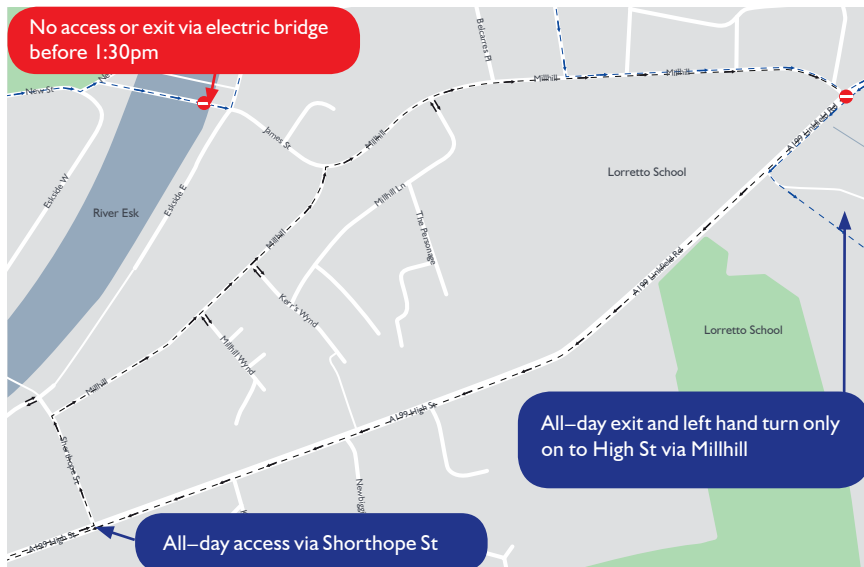 No access or exit via electric bridge
before 1:30pm
Belcarres Pl
Millhill
Millhill
New St
James St
Millhill
A199 Linkfield Rd
Lorretto School
Eskside W
River Esk
Eskside E
Millhill Ln
The Personage
Millhill
A199 Linkfield Rd
Kerr's Wynd
Lorretto School
Millhill Wynd
Millhill
A199 High St
All–day exit and left hand turn only
on to High St via Millhill
Shorthope St
A199 High St
All–day access via Shorthope St